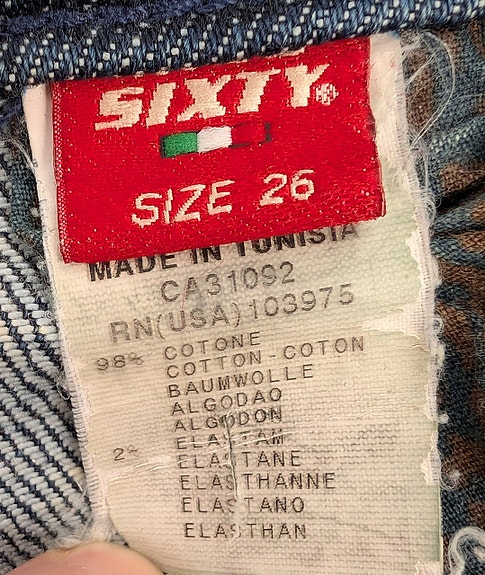 SIXTY®
SIZE 26
MADE IN TUNISIA
CA31092
RN(USA)103975
98% COTONE
COTTON-COTON
BAUMWOLLE
ALGODAO
ALGODON
2% ELASTAM
ELASTANE
ELASTHANNE
ELASTANO
ELASTHAN